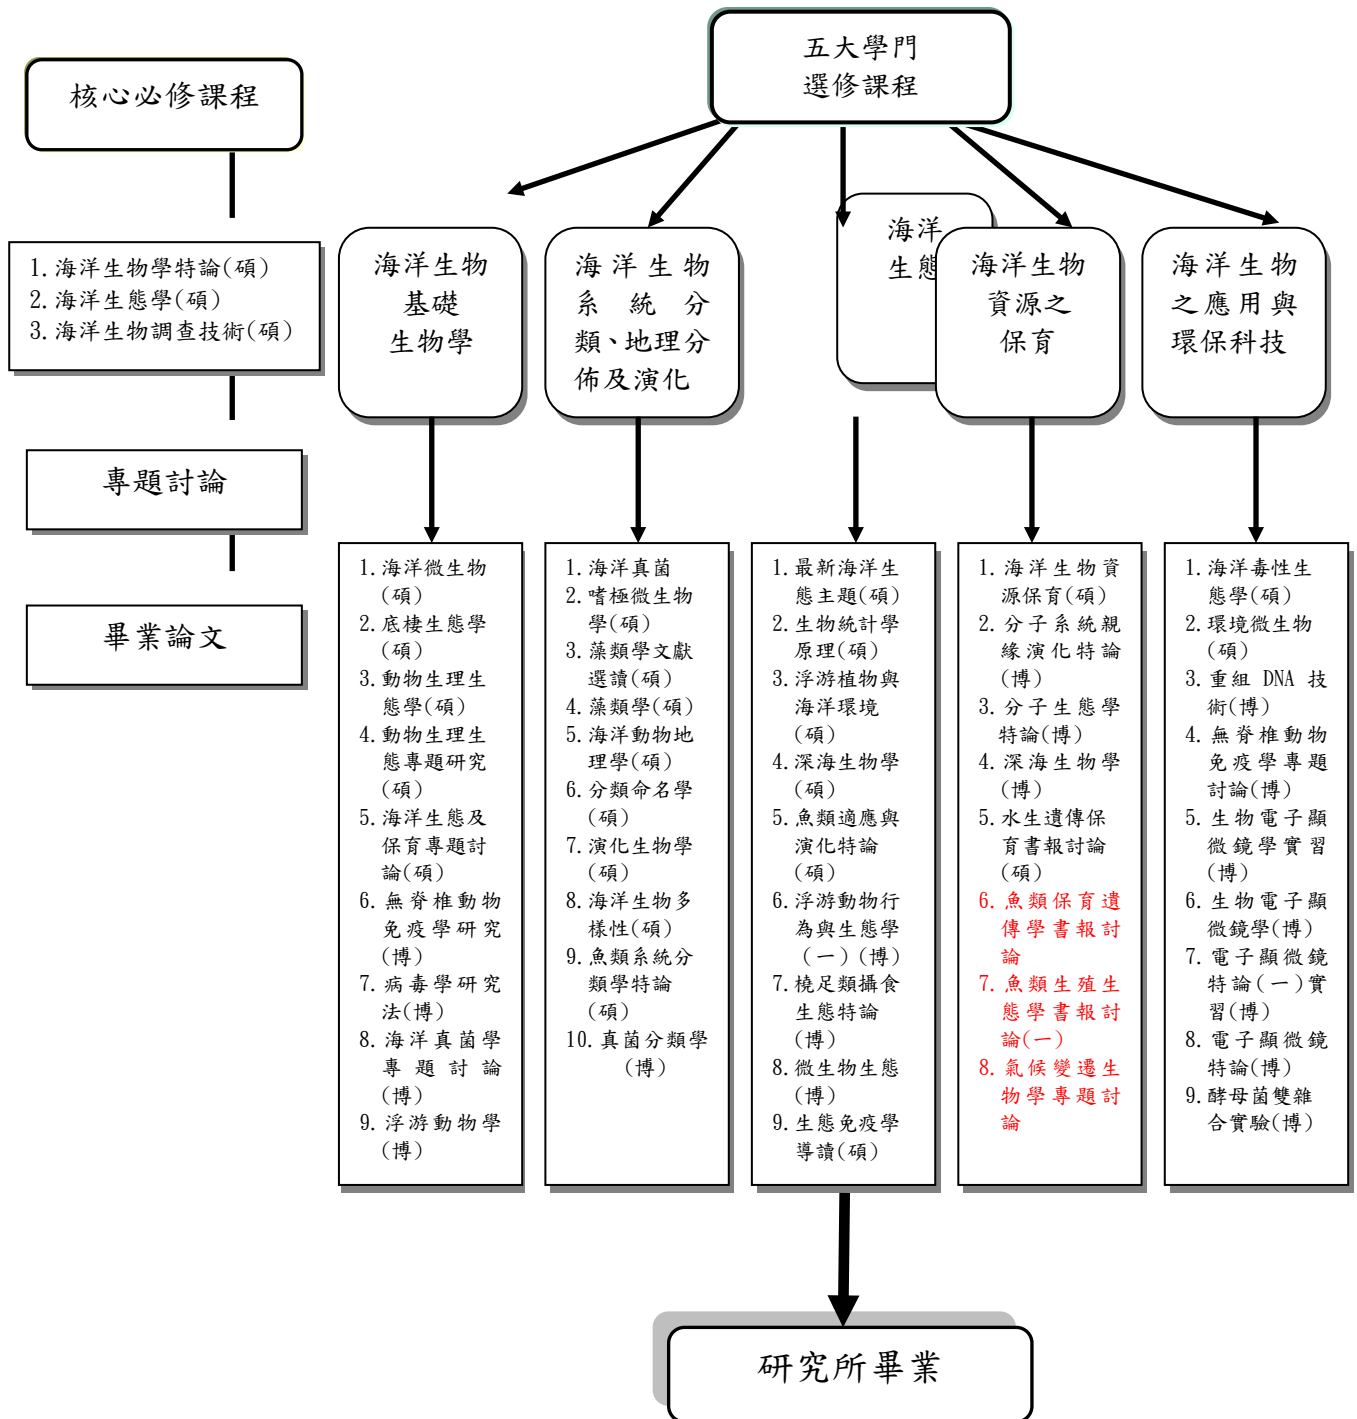 核心必修課程
1.海洋生物學特論(碩)
2.海洋生態學(碩)
3.海洋生物調查技術(碩)
專題討論
畢業論文
五大學門
選修課程
海洋生物
基礎
生物學
海洋生物
系統分
類、地理分
佈及演化
海洋
生態
海洋生物
資源之
保育
海洋生物
之應用與
環保科技
1.海洋微生物
(碩)
2.底棲生態學
(碩)
3.動物生理生
態學(碩)
4.動物生理生
態專題研究
(碩)
5.海洋生態及
保育專題討
論(碩)
6.無脊椎動物
免疫學研究
(博)
7.病毒學研究
法(博)
8.海洋真菌學
專題討論
(博)
9.浮游動物學
(博)
1.海洋真菌
2.嗜極微生物
學(碩)
3.藻類學文獻
選讀(碩)
4.藻類學(碩)
5.海洋動物地
理學(碩)
6.分類命名學
(碩)
7.演化生物學
(碩)
8.海洋生物多
樣性(碩)
9.魚類系統分
類學特論
(碩)
10.真菌分類學
(博)
1.最新海洋生
態主題(碩)
2.生物統計學
原理(碩)
3.浮游植物與
海洋環境
(碩)
4.深海生物學
(碩)
5.魚類適應與
演化特論
(碩)
6.浮游動物行
為與生態學
(一)(博)
7.橈足類攝食
生態特論
(博)
8.微生物生態
(博)
9.生態免疫學
導讀(碩)
1.海洋生物資
源保育(碩)
2.分子系統親
緣演化特論
(博)
3.分子生態學
特論(博)
4.深海生物學
(博)
5.水生遺傳保
育書報討論
(碩)
6.魚類保育遺
傳學書報討
論
7.魚類生殖生
態學書報討
論(一)
8.氣候變遷生
物學專題討
論
1.海洋毒性生
態學(碩)
2.環境微生物
(碩)
3.重組 DNA 技
術(博)
4.無脊椎動物
免疫學專題
討論(博)
5.生物電子顯
微鏡學實習
(博)
6.生物電子顯
微鏡學(博)
7.電子顯微鏡
特論(一)實
習(博)
8.電子顯微鏡
特論(博)
9.酵母菌雙雜
合實驗(博)
研究所畢業